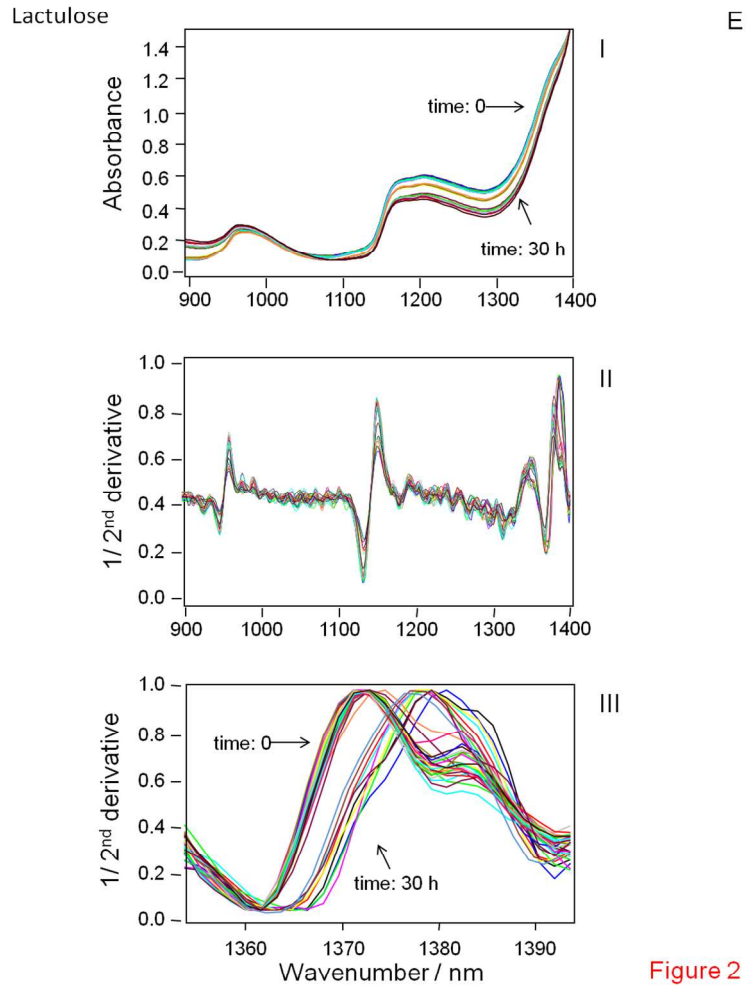 Lactulose
E
I
Absorbance
1.4
1.2
1.0
0.8
0.6
0.4
0.2
0.0
time: 0
time: 30 h
900 1000 1100 1200 1300 1400
II
1/ 2nd derivative
1.0
0.8
0.6
0.4
0.2
0.0
900 1000 1100 1200 1300 1400
III
1/ 2nd derivative
1.0
0.8
0.6
0.4
0.2
0.0
time: 0
time: 30 h
1360 1370 1380 1390
Wavenumber / nm
Figure 2